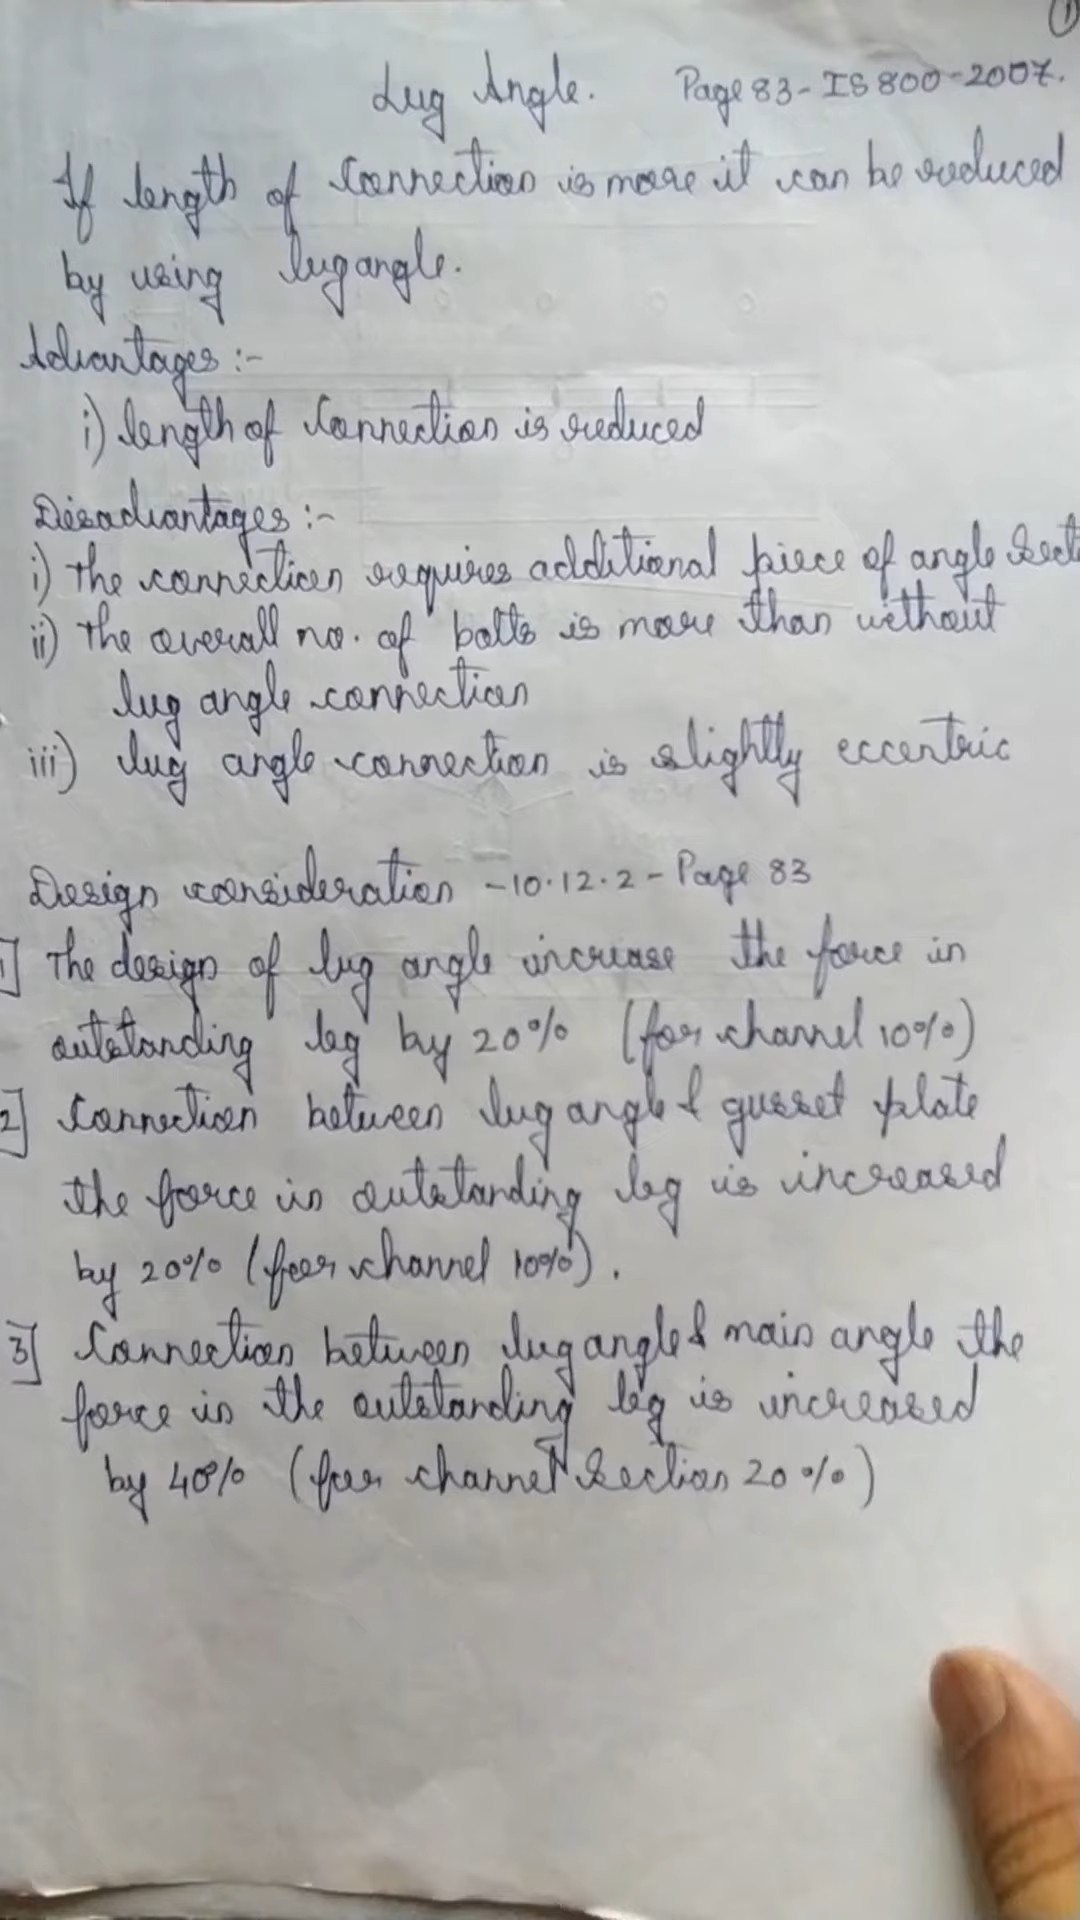 1
Lug Angle. Page 83 - IS 800-2007.
If length of Connection is more it can be reduced
by using lug angle.
Advantages :-
i) length of Connection is reduced
Disadvantages :-
i) the connection requires additional piece of angle Sect
ii) the overall no. of bolts is more than without
lug angle connection
iii) lug angle connection is slightly eccentric
Design consideration - 10.12.2 - Page 83
1] The design of lug angle increase the force in
outstanding leg by 20% (for channel 10%)
2] Connection between lug angle & gusset plate
the force in outstanding leg is increased
by 20% (for channel 10%).
3] Connection between lug angle & main angle the
force in the outstanding leg is increased
by 40% (for channel Section 20%)